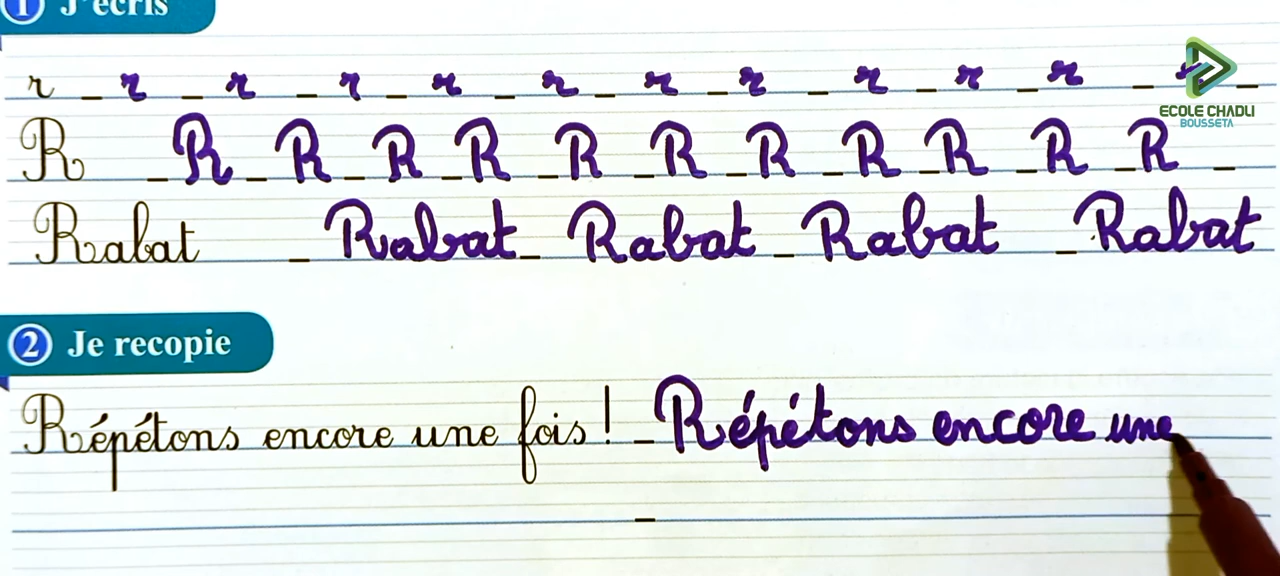 1 J'écris
r r r r r r r r r r r r
R R R R R R R R R R R R
Rabat Rabat Rabat Rabat Rabat
2 Je recopie
Répétons encore une fois ! Répétons encore une
ECOLE CHADLI
BOUSSETA